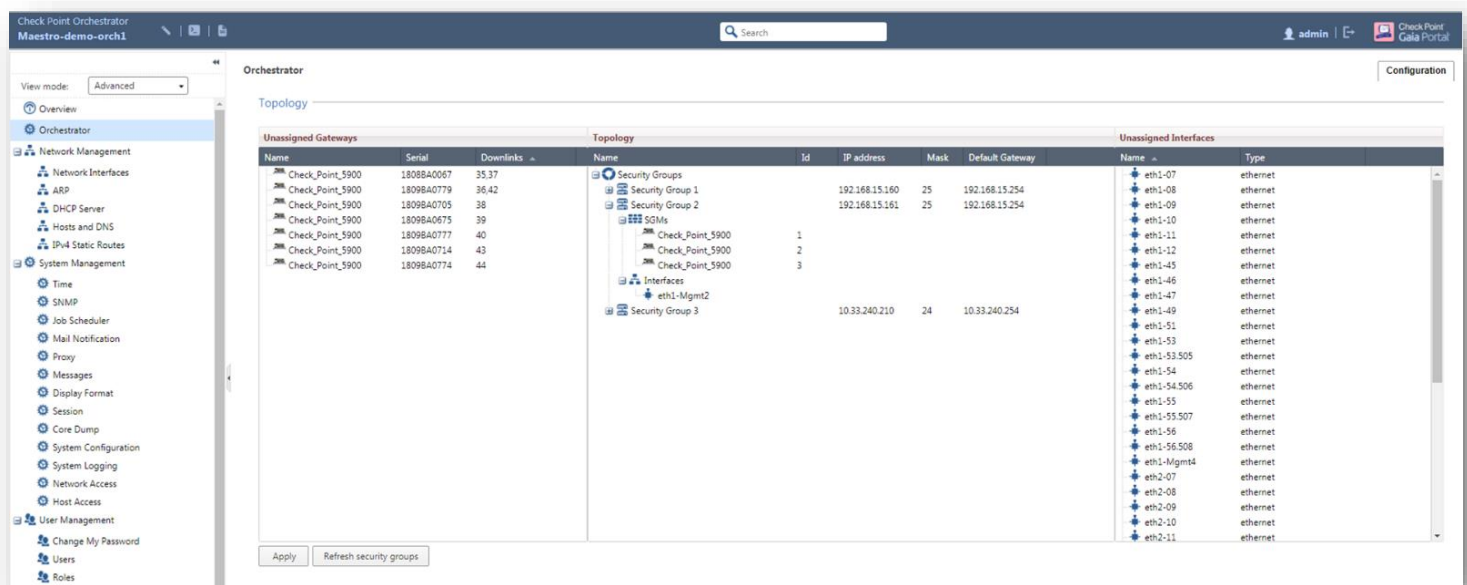 Check Point Orchestrator
Maestro-demo-orch1
Search
admin
Check Point
Gaia Portal
View mode: Advanced
Overview
Orchestrator
Network Management
Network Interfaces
ARP
DHCP Server
Hosts and DNS
IPv4 Static Routes
System Management
Time
SNMP
Job Scheduler
Mail Notification
Proxy
Messages
Display Format
Session
Core Dump
System Configuration
System Logging
Network Access
Host Access
User Management
Change My Password
Users
Roles
Orchestrator
Configuration
Topology
Unassigned Gateways
Name Serial Downlinks
Check_Point_5900 1808BA0067 35,37
Check_Point_5900 1809BA0779 36,42
Check_Point_5900 1809BA0705 38
Check_Point_5900 1809BA0675 39
Check_Point_5900 1809BA0777 40
Check_Point_5900 1809BA0714 43
Check_Point_5900 1809BA0774 44
Topology
Name Id IP address Mask Default Gateway
Security Groups
Security Group 1 192.168.15.160 25 192.168.15.254
Security Group 2 192.168.15.161 25 192.168.15.254
SGMs
Check_Point_5900 1
Check_Point_5900 2
Check_Point_5900 3
Interfaces
eth1-Mgmt2
Security Group 3 10.33.240.210 24 10.33.240.254
Unassigned Interfaces
Name Type
eth1-07 ethernet
eth1-08 ethernet
eth1-09 ethernet
eth1-10 ethernet
eth1-11 ethernet
eth1-12 ethernet
eth1-45 ethernet
eth1-46 ethernet
eth1-47 ethernet
eth1-49 ethernet
eth1-51 ethernet
eth1-53 ethernet
eth1-53.505 ethernet
eth1-54 ethernet
eth1-54.506 ethernet
eth1-55 ethernet
eth1-55.507 ethernet
eth1-56 ethernet
eth1-56.508 ethernet
eth1-Mgmt4 ethernet
eth2-07 ethernet
eth2-08 ethernet
eth2-09 ethernet
eth2-10 ethernet
eth2-11 ethernet
Apply
Refresh security groups